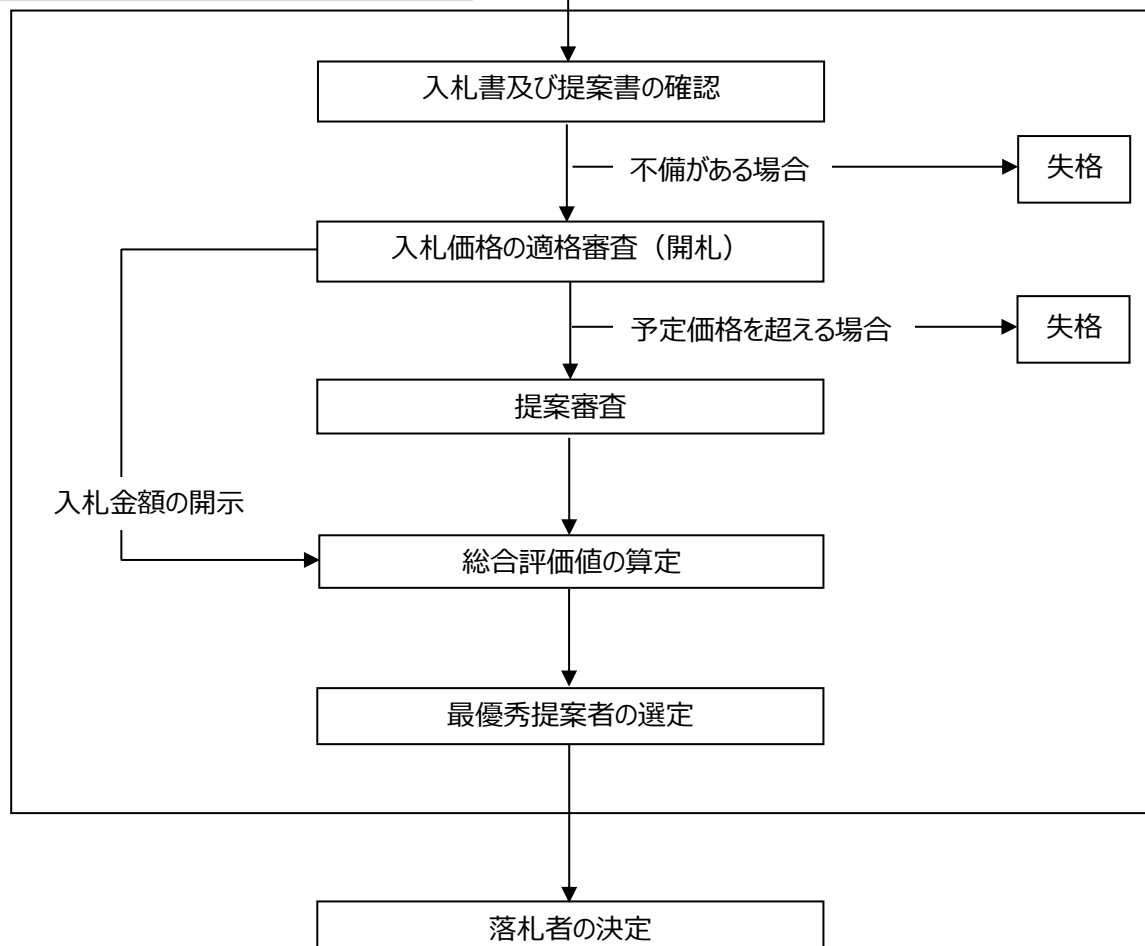 入札書及び提案書の確認
不備がある場合
失格
入札価格の適格審査（開札）
予定価格を超える場合
失格
提案審査
入札金額の開示
総合評価値の算定
最優秀提案者の選定
落札者の決定